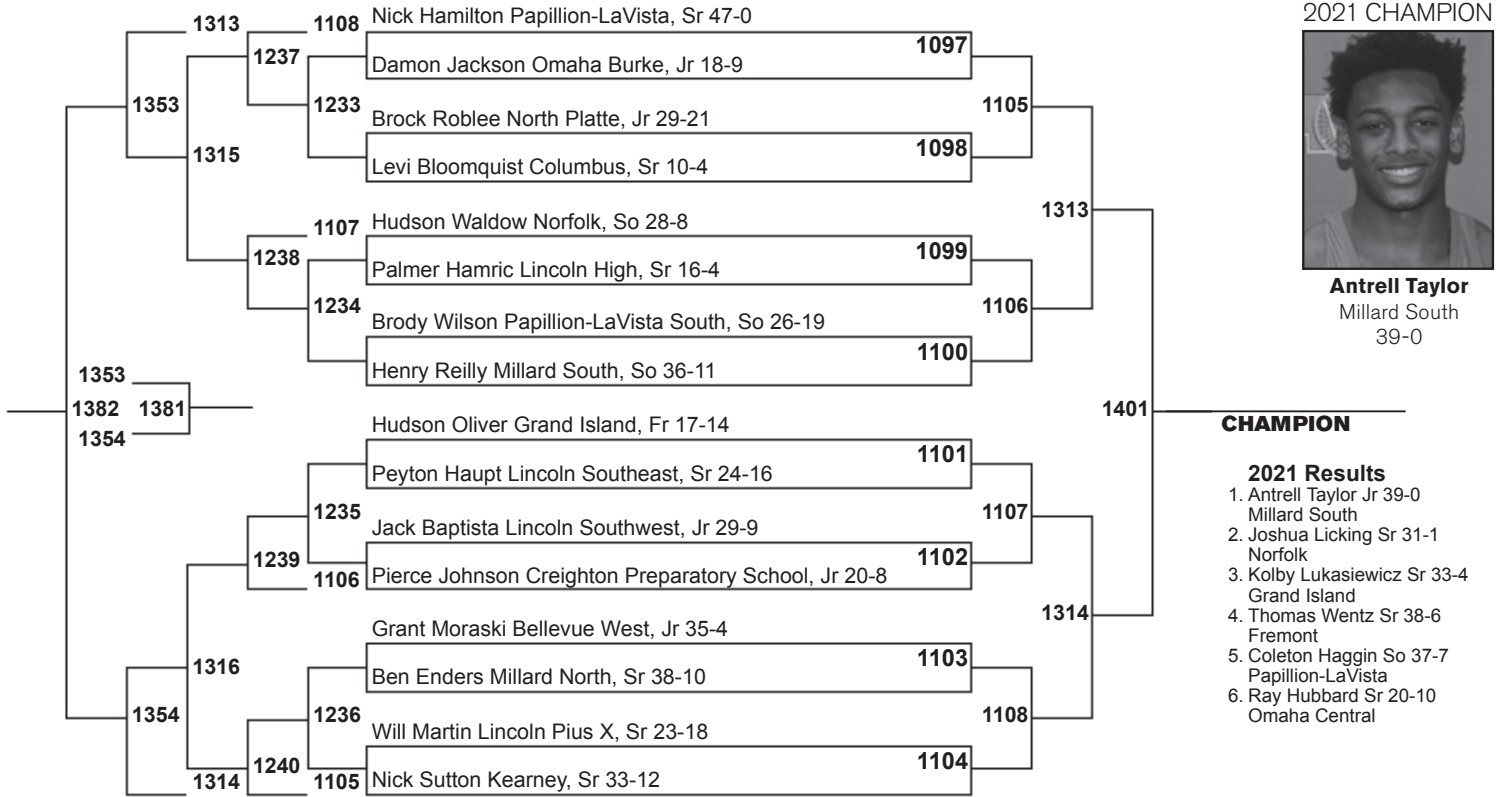 1313
1108
Nick Hamilton Papillion-LaVista, Sr 47-0
1097
1237
Damon Jackson Omaha Burke, Jr 18-9
1353
1233
1105
Brock Roblee North Platte, Jr 29-21
1098
1315
Levi Bloomquist Columbus, Sr 10-4
1313
1107
Hudson Waldow Norfolk, So 28-8
1099
1238
Palmer Hamric Lincoln High, Sr 16-4
1234
1106
Brody Wilson Papillion-LaVista South, So 26-19
1100
Henry Reilly Millard South, So 36-11
1353
1382
1381
1354
1401
CHAMPION
Hudson Oliver Grand Island, Fr 17-14
1101
Peyton Haupt Lincoln Southeast, Sr 24-16
1235
1107
Jack Baptista Lincoln Southwest, Jr 29-9
1239
1102
1106
Pierce Johnson Creighton Preparatory School, Jr 20-8
1314
Grant Moraski Bellevue West, Jr 35-4
1316
1103
Ben Enders Millard North, Sr 38-10
1354
1236
1108
Will Martin Lincoln Pius X, Sr 23-18
1240
1104
1314
1105
Nick Sutton Kearney, Sr 33-12
2021 CHAMPION
Antrell Taylor
Millard South
39-0
2021 Results
1. Antrell Taylor Jr 39-0
Millard South
2. Joshua Licking Sr 31-1
Norfolk
3. Kolby Lukasiewicz Sr 33-4
Grand Island
4. Thomas Wentz Sr 38-6
Fremont
5. Coleton Haggin So 37-7
Papillion-LaVista
6. Ray Hubbard Sr 20-10
Omaha Central